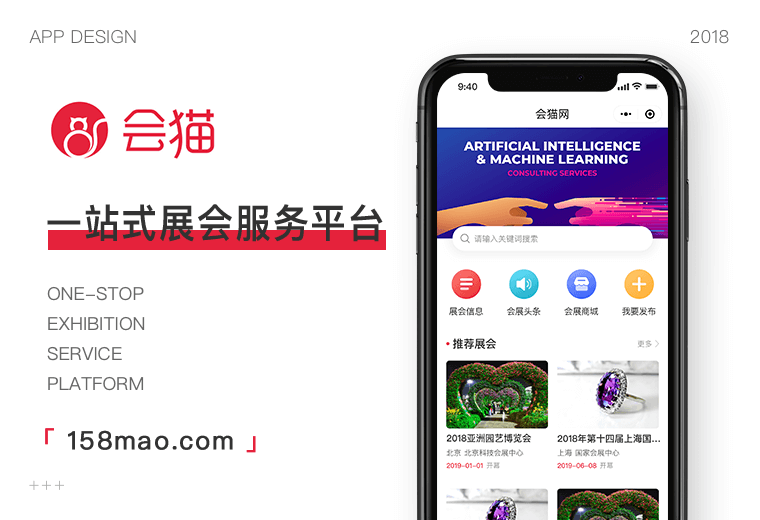 APP DESIGN
2018
会猫
一站式展会服务平台
ONE-STOP
EXHIBITION
SERVICE
PLATFORM
「 158mao.com 」
+++
9:40
会猫网
ARTIFICIAL INTELLIGENCE
& MACHINE LEARNING
CONSULTING SERVICES
请输入关键词搜索
展会信息 会展头条 会展商城 我要发布
推荐展会 更多
2018亚洲园艺博览会
北京 北京科技会展中心
2019-01-01 开幕
2018年第十四届上海国...
上海 国家会展中心
2019-06-08 开幕